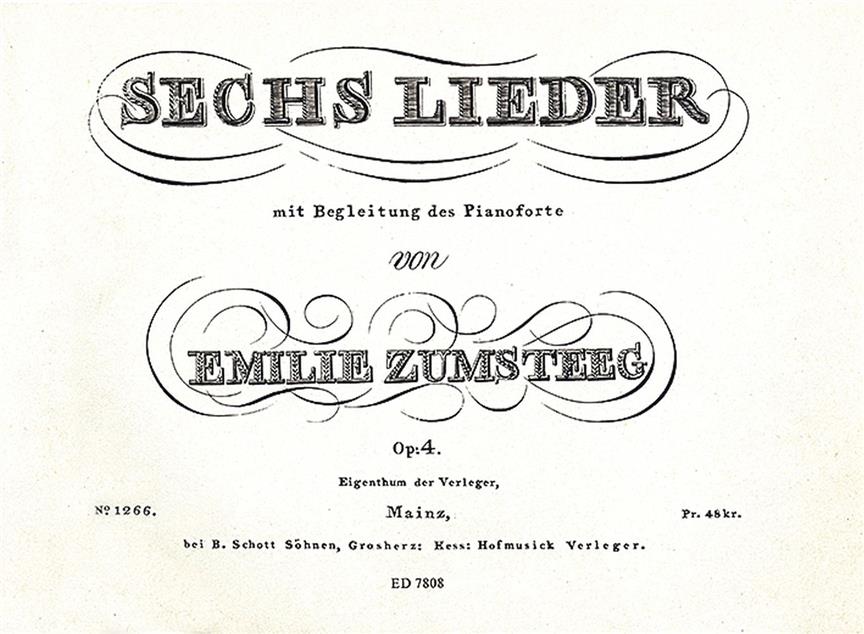 SECHS LIEDER
mit Begleitung des Pianoforte
von
EMILIE ZUMSTEEG
Op:4.
Eigenthum der Verleger,
Nº 1266.
Mainz,
Pr. 48kr.
bei B. Schott Söhnen, Grosherz: Hess: Hofmusick Verleger.
ED 7808